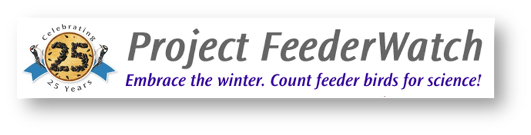 Celebrating
25
25 Years
Project FeederWatch
Embrace the winter. Count feeder birds for science!